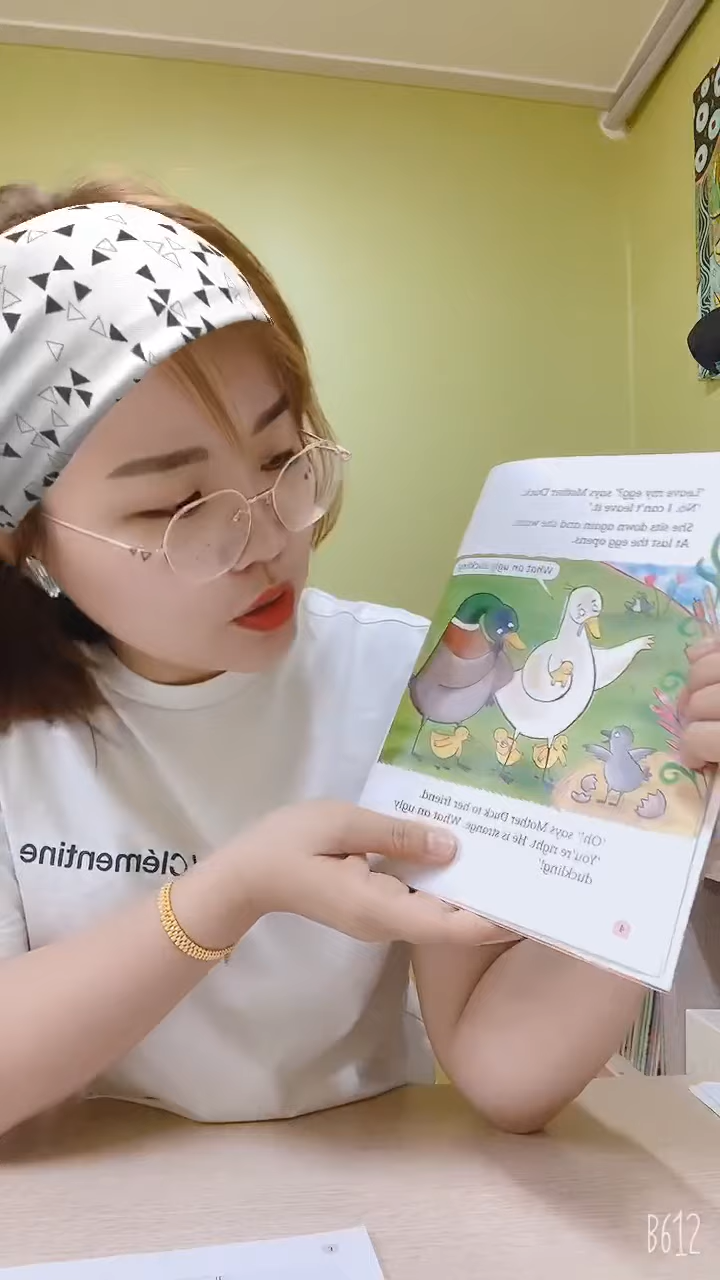 'Leave my egg?' says Mother Duck.
'No, I can't leave it.'
She sits down again and she waits.
At last the egg opens.
What an ugly duckling!
'Oh!' says Mother Duck to her friend.
'You're right. He is strange. What an ugly
duckling!'
4
Clémentine
B612